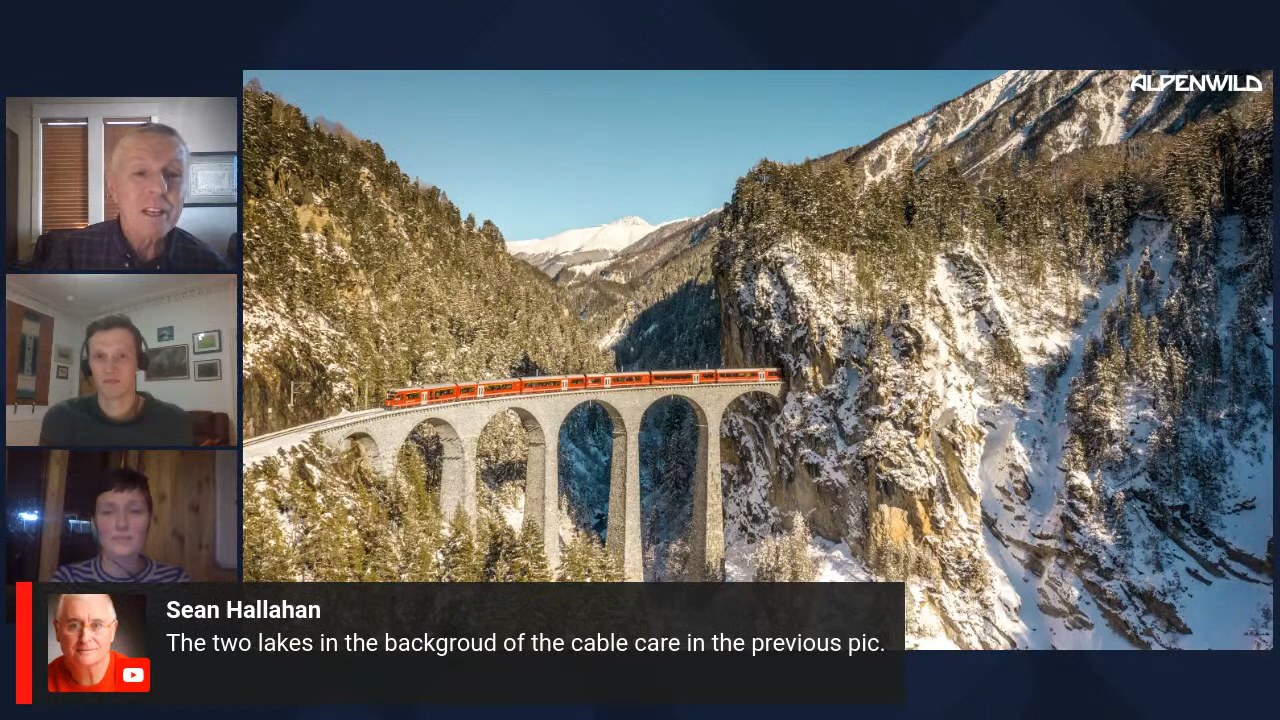 ALPENWILD
Sean Hallahan
The two lakes in the backgroud of the cable care in the previous pic.